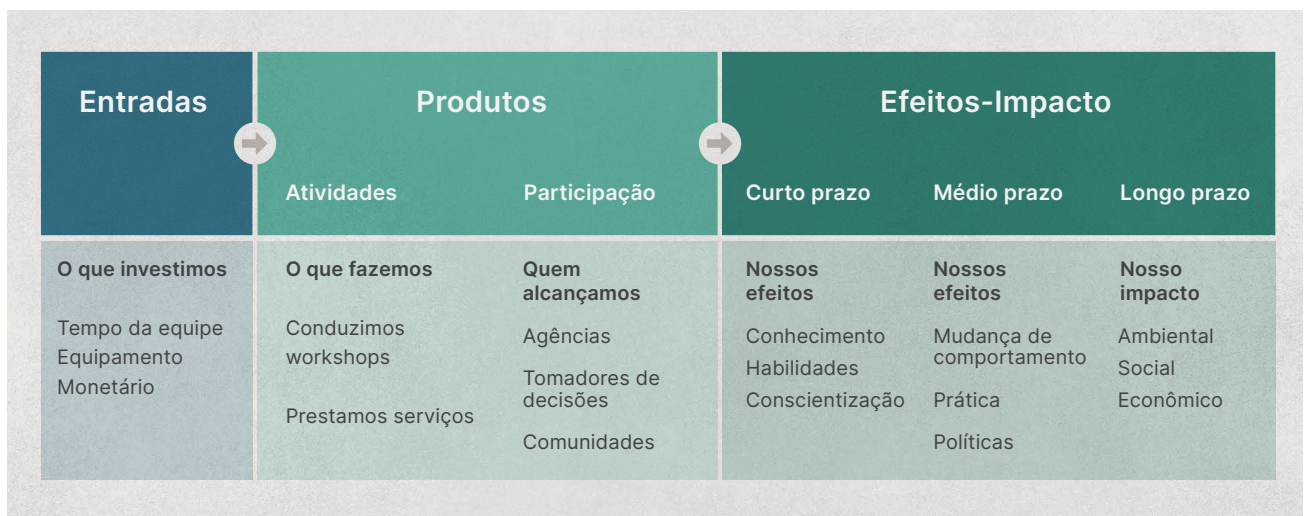 Entradas
Produtos
Efeitos-Impacto
Atividades
Participação
Curto prazo
Médio prazo
Longo prazo
O que investimos
Tempo da equipe
Equipamento
Monetário
O que fazemos
Conduzimos
workshops
Prestamos serviços
Quem
alcançamos
Agências
Tomadores de
decisões
Comunidades
Nossos
efeitos
Conhecimento
Habilidades
Conscientização
Nossos
efeitos
Mudança de
comportamento
Prática
Políticas
Nosso
impacto
Ambiental
Social
Econômico